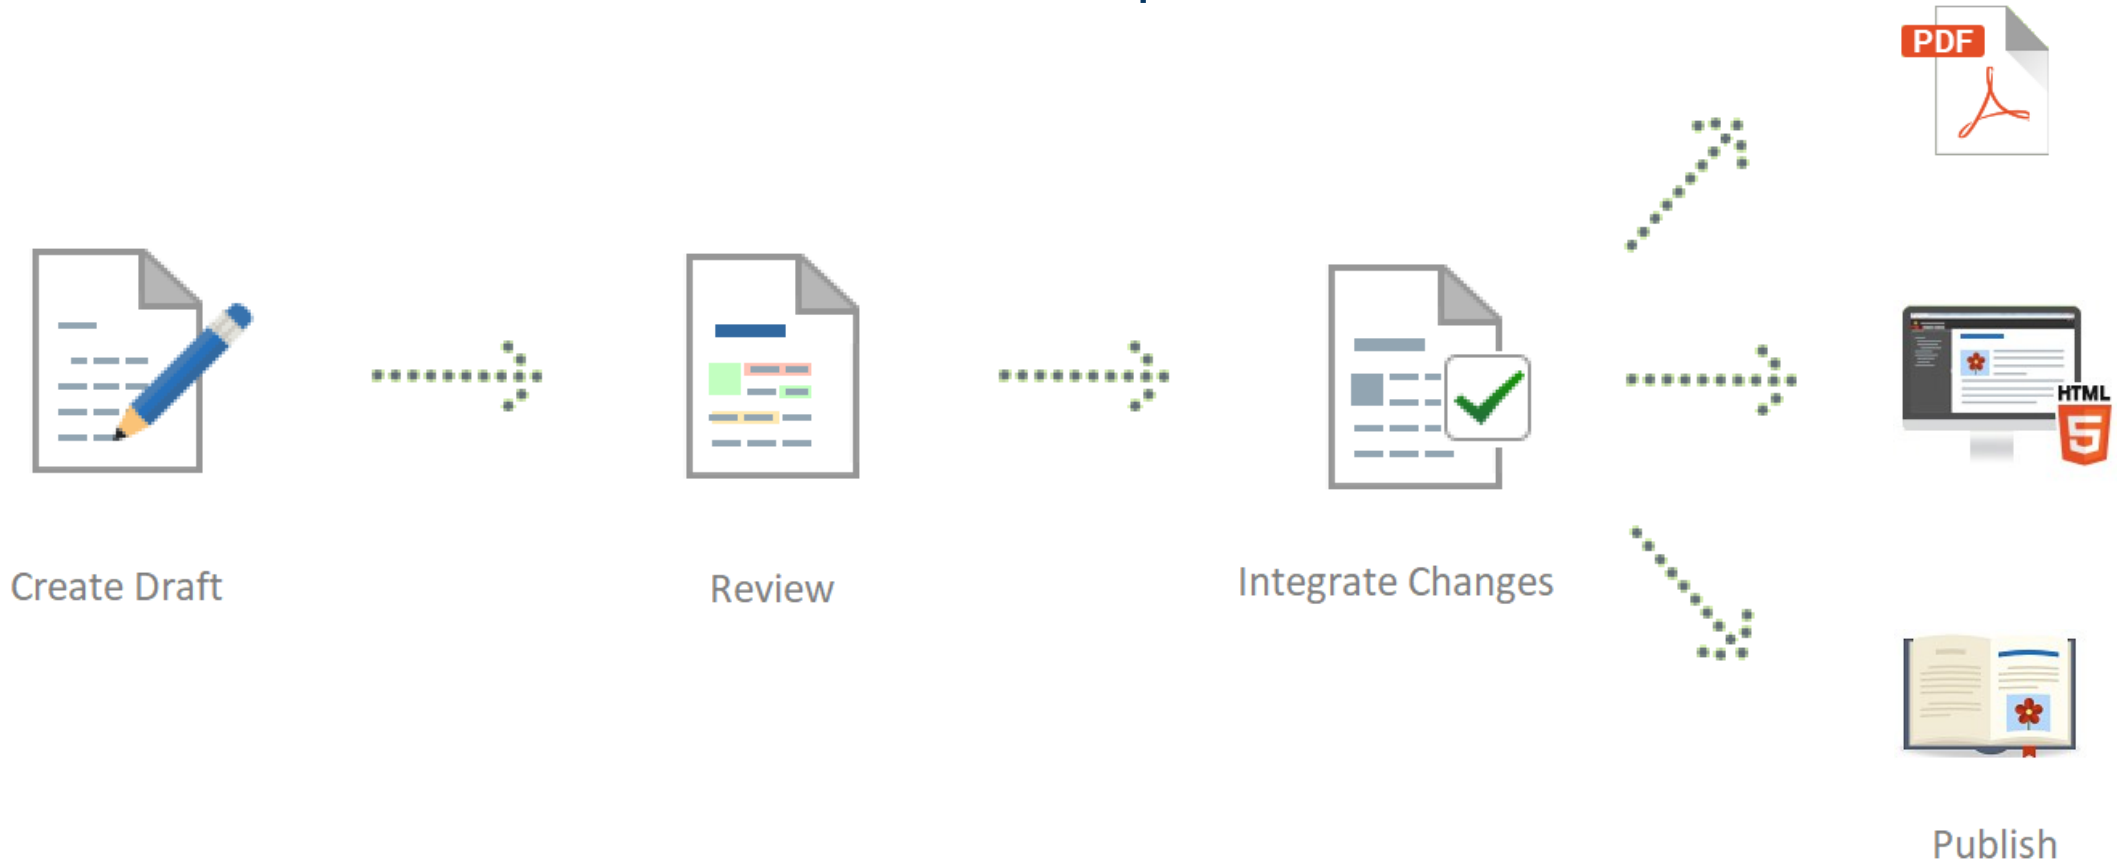 PDF
HTML
5
Create Draft
Review
Integrate Changes
Publish